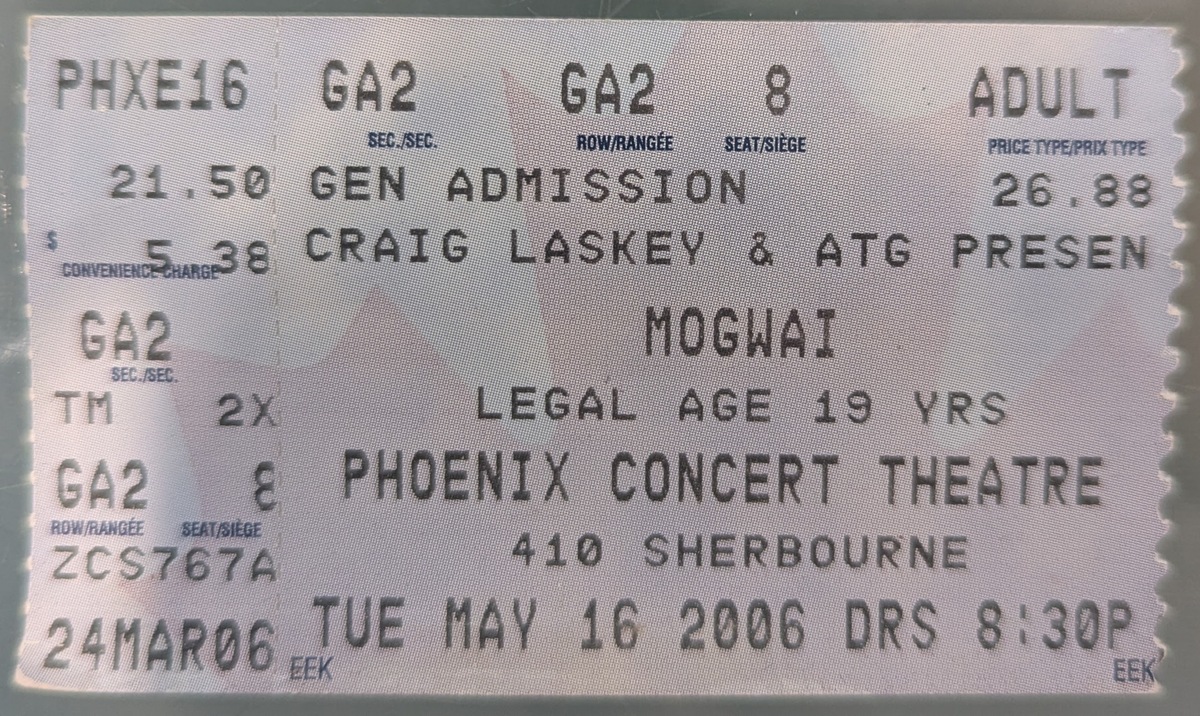 PHXE16 GA2 GA2 8 ADULT
SEC./SEC. ROW/RANGÉE SEAT/SIÈGE PRICE TYPE/PRIX TYPE
21.50 GEN ADMISSION 26.88
$ 5.38 CRAIG LASKEY & ATG PRESEN
CONVENIENCE CHARGE
GA2 MOGWAI
SEC./SEC.
TM 2X LEGAL AGE 19 YRS
GA2 8 PHOENIX CONCERT THEATRE
ROW/RANGÉE SEAT/SIÈGE
ZCS767A 410 SHERBOURNE
24MAR06 TUE MAY 16 2006 DRS 8:30P
EEK EEK